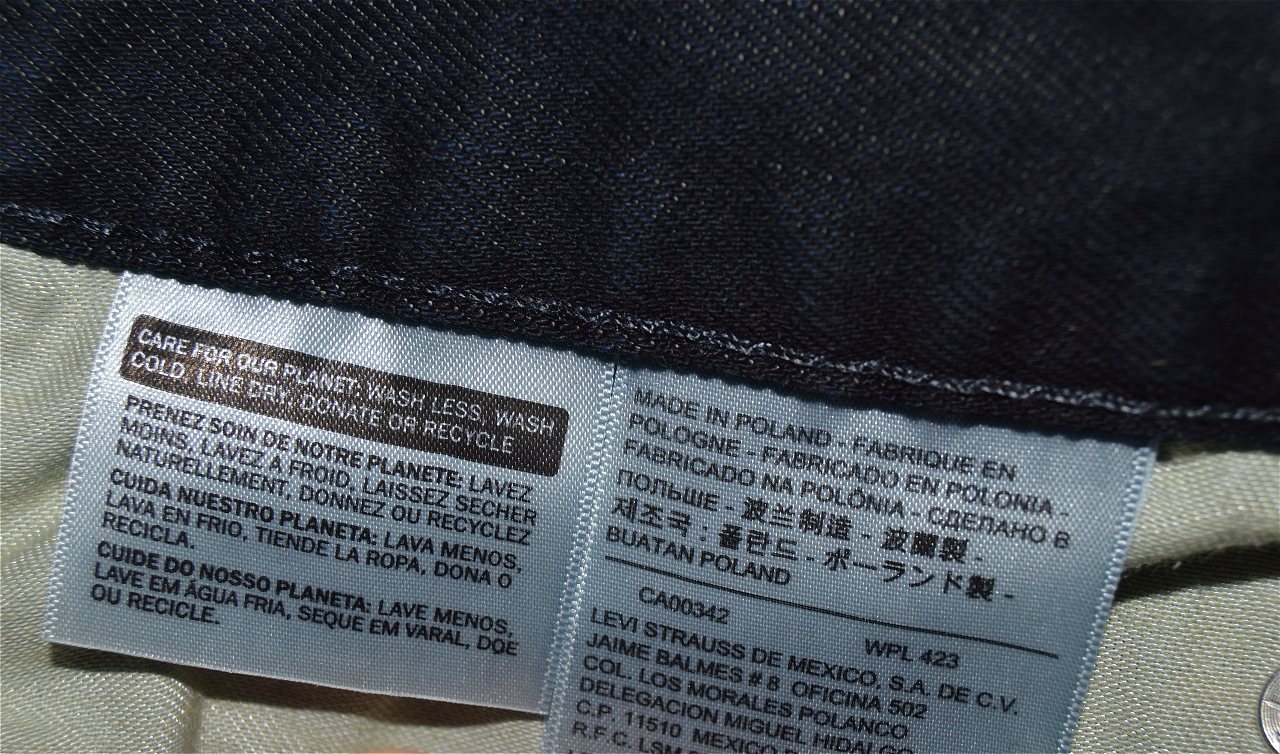 CARE FOR OUR PLANET: WASH LESS, WASH
COLD, LINE DRY, DONATE OR RECYCLE
PRENEZ SOIN DE NOTRE PLANETE: LAVEZ
MOINS, LAVEZ A FROID, LAISSEZ SECHER
NATURELLEMENT, DONNEZ OU RECYCLEZ
CUIDA NUESTRO PLANETA: LAVA MENOS,
LAVA EN FRIO, TIENDE LA ROPA, DONA O
RECICLA.
CUIDE DO NOSSO PLANETA: LAVE MENOS,
LAVE EM ÁGUA FRIA, SEQUE EM VARAL, DOE
OU RECICLE.
MADE IN POLAND - FABRIQUE EN
POLOGNE - FABRICADO EN POLONIA -
FABRICADO NA POLÔNIA - СДЕЛАНО В
ПОЛЬШЕ - 波兰制造 - 波蘭製 -
제조국 : 폴란드 - ポーランド製 -
BUATAN POLAND
CA00342 WPL 423
LEVI STRAUSS DE MEXICO, S.A. DE C.V.
JAIME BALMES # 8 OFICINA 502
COL. LOS MORALES POLANCO
DELEGACION MIGUEL HIDALGO
C.P. 11510 MEXICO
R.F.C. LSM